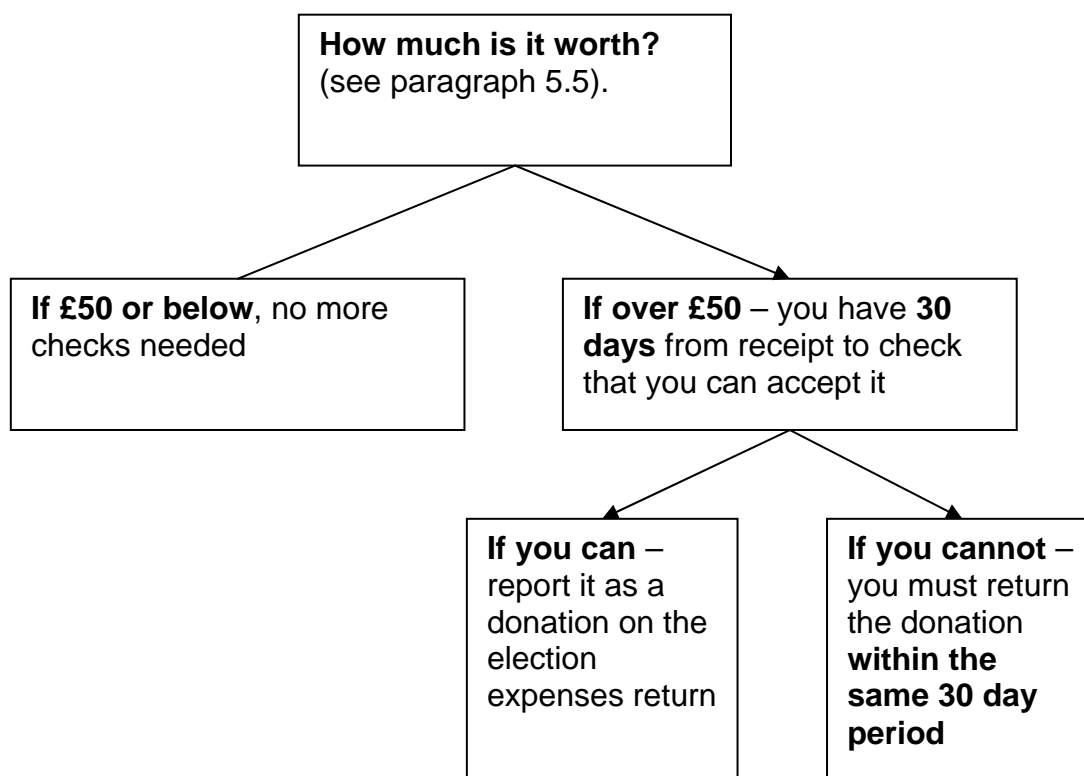 How much is it worth?
(see paragraph 5.5).
If £50 or below, no more
checks needed
If over £50 – you have 30
days from receipt to check
that you can accept it
If you can –
report it as a
donation on the
election
expenses return
If you cannot –
you must return
the donation
within the
same 30 day
period